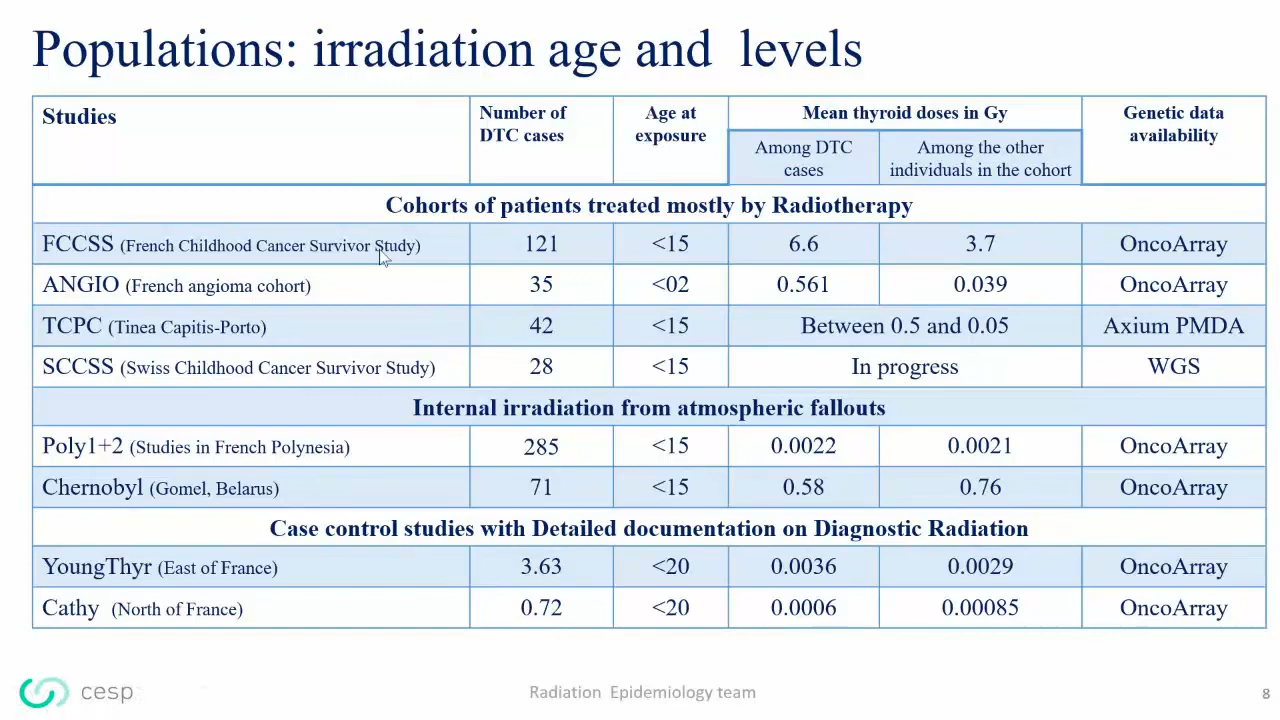 Populations: irradiation age and levels
Studies
Number of DTC cases
Age at exposure
Mean thyroid doses in Gy
Genetic data availability
Among DTC cases
Among the other individuals in the cohort
Cohorts of patients treated mostly by Radiotherapy
FCCSS (French Childhood Cancer Survivor Study) 121 <15 6.6 3.7 OncoArray
ANGIO (French angioma cohort) 35 <02 0.561 0.039 OncoArray
TCPC (Tinea Capitis-Porto) 42 <15 Between 0.5 and 0.05 Axium PMDA
SCCSS (Swiss Childhood Cancer Survivor Study) 28 <15 In progress WGS
Internal irradiation from atmospheric fallouts
Poly1+2 (Studies in French Polynesia) 285 <15 0.0022 0.0021 OncoArray
Chernobyl (Gomel, Belarus) 71 <15 0.58 0.76 OncoArray
Case control studies with Detailed documentation on Diagnostic Radiation
YoungThyr (East of France) 3.63 <20 0.0036 0.0029 OncoArray
Cathy (North of France) 0.72 <20 0.0006 0.00085 OncoArray
cesp
Radiation Epidemiology team
8